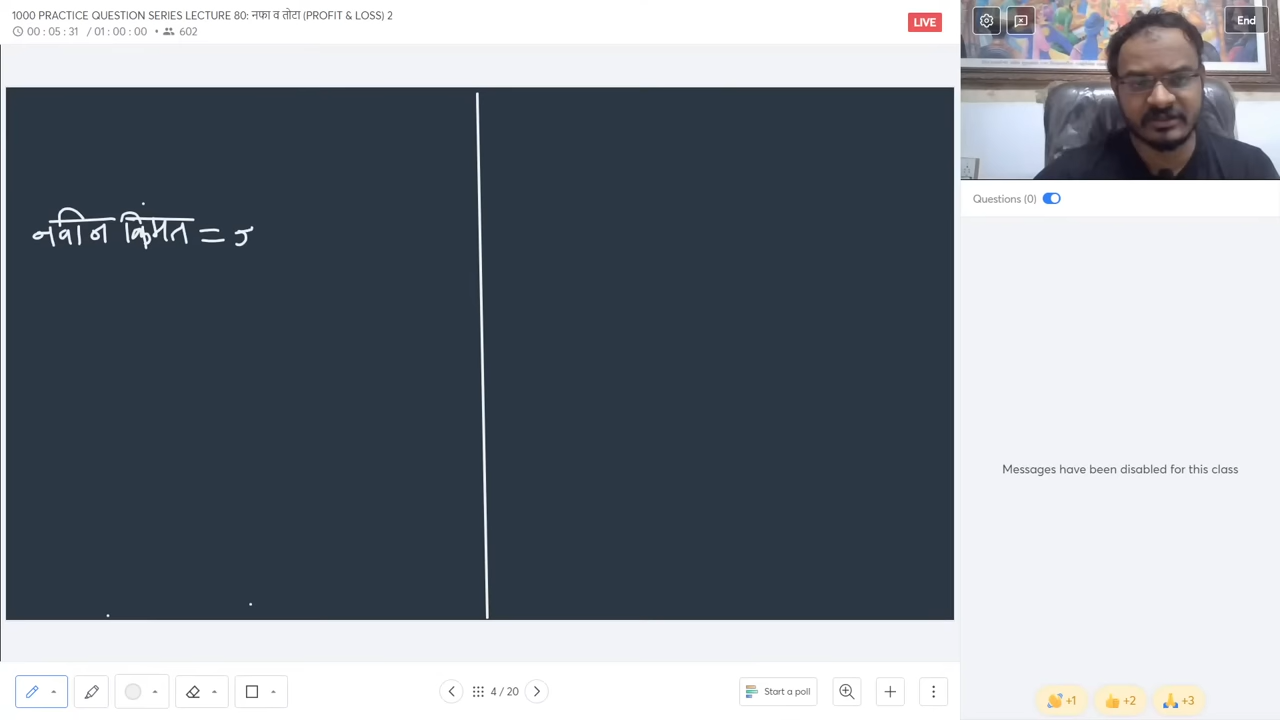 1000 PRACTICE QUESTION SERIES LECTURE 80: नफा व तोटा (PROFIT & LOSS) 2
00 : 05 : 31 / 01 : 00 : 00 • 602
LIVE
End
Questions (0)
नवीन किंमत =
Messages have been disabled for this class
4 / 20
Start a poll
+1
+2
+3